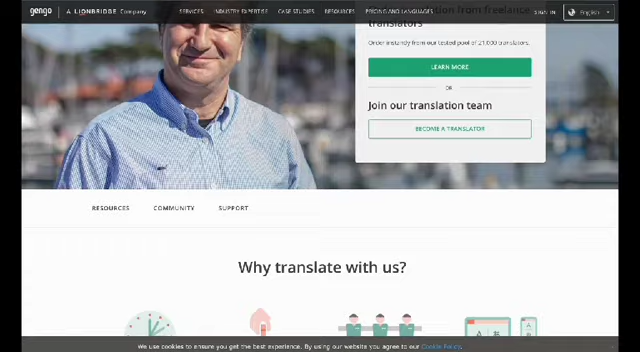 gengo | A LIONBRIDGE Company SERVICES INDUSTRY EXPERTISE CASE STUDIES RESOURCES PRICING AND LANGUAGES SIGN IN English
from freelance
translators
Order instantly from our tested pool of 21,000 translators.
LEARN MORE
OR
Join our translation team
BECOME A TRANSLATOR
RESOURCES COMMUNITY SUPPORT
Why translate with us?
We use cookies to ensure you get the best experience. By using our website you agree to our Cookie Policy.